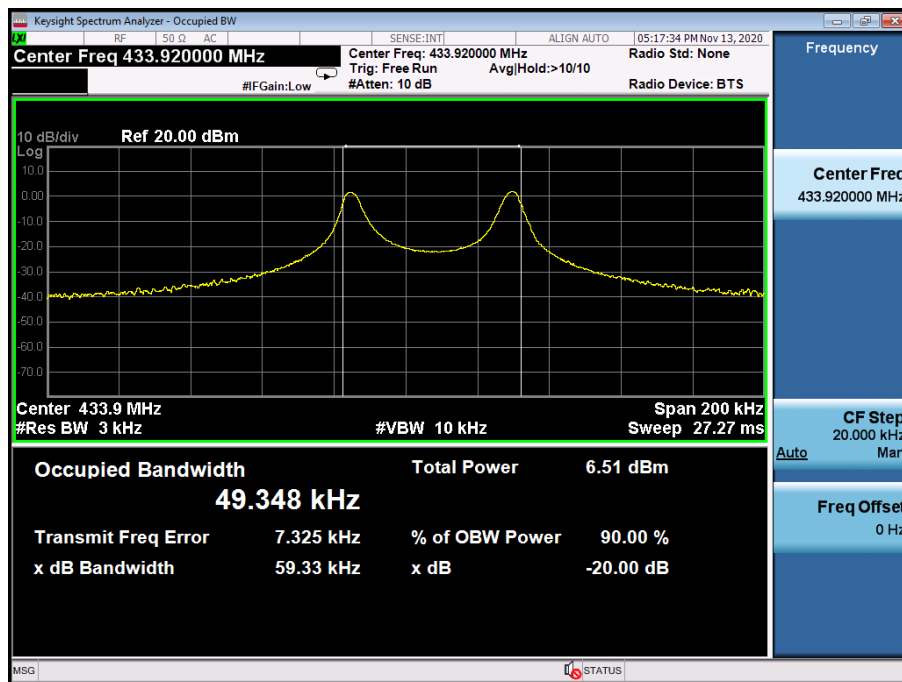 Keysight Spectrum Analyzer - Occupied BW
LXI RF 50 Ω AC SENSE:INT ALIGN AUTO 05:17:34 PM Nov 13, 2020
Center Freq 433.920000 MHz
#IFGain:Low
Center Freq: 433.920000 MHz
Trig: Free Run Avg|Hold:>10/10
#Atten: 10 dB
Radio Std: None
Radio Device: BTS
10 dB/div Ref 20.00 dBm
Log
10.0
0.00
-10.0
-20.0
-30.0
-40.0
-50.0
-60.0
-70.0
Center 433.9 MHz Span 200 kHz
#Res BW 3 kHz #VBW 10 kHz Sweep 27.27 ms
Occupied Bandwidth Total Power 6.51 dBm
49.348 kHz
Transmit Freq Error 7.325 kHz % of OBW Power 90.00 %
x dB Bandwidth 59.33 kHz x dB -20.00 dB
MSG STATUS
Frequency
Center Freq
433.920000 MHz
CF Step
20.000 kHz
Auto Man
Freq Offset
0 Hz